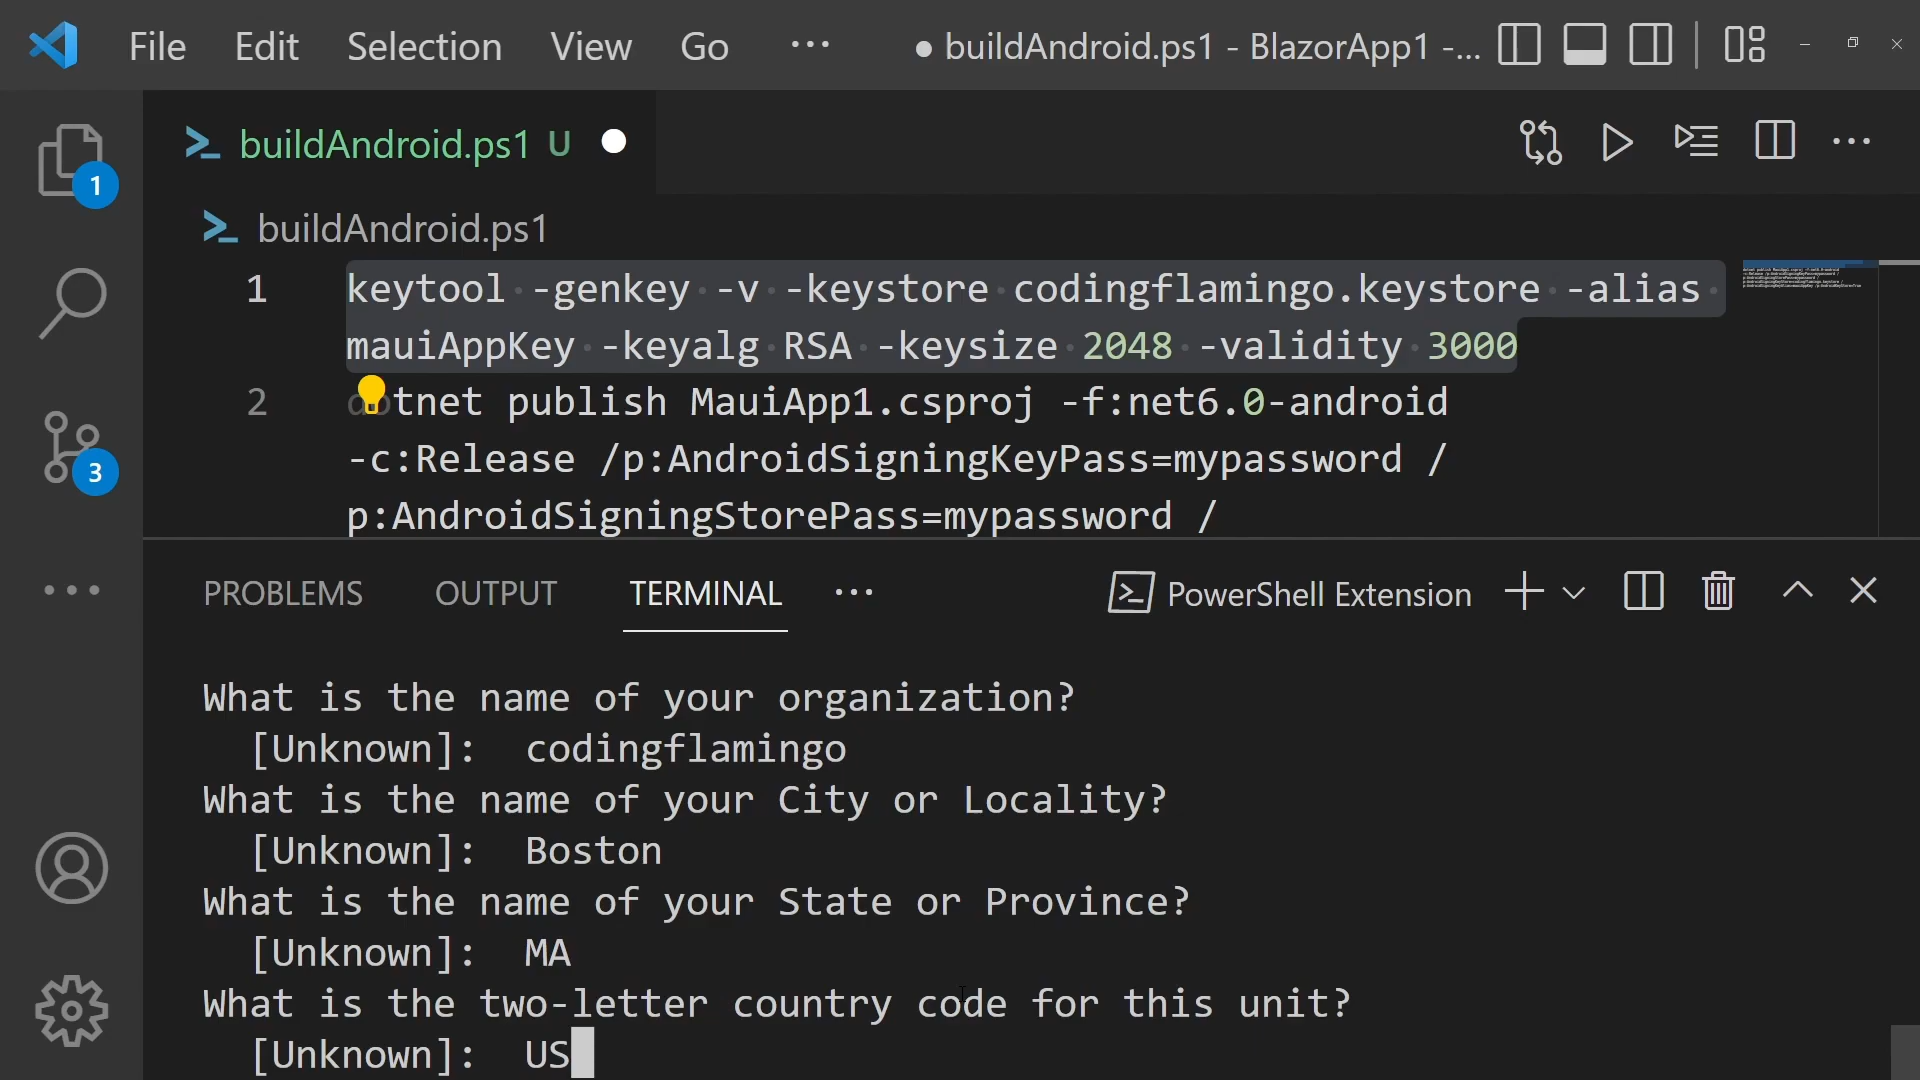 File Edit Selection View Go ··· ● buildAndroid.ps1 - BlazorApp1 -...
buildAndroid.ps1 U
1
buildAndroid.ps1
1 keytool -genkey -v -keystore codingflamingo.keystore -alias
mauiAppKey -keyalg RSA -keysize 2048 -validity 3000
2 dotnet publish MauiApp1.csproj -f:net6.0-android
-c:Release /p:AndroidSigningKeyPass=mypassword /
3
p:AndroidSigningStorePass=mypassword /
PROBLEMS OUTPUT TERMINAL ··· PowerShell Extension
What is the name of your organization?
[Unknown]: codingflamingo
What is the name of your City or Locality?
[Unknown]: Boston
What is the name of your State or Province?
[Unknown]: MA
What is the two-letter country code for this unit?
[Unknown]: US